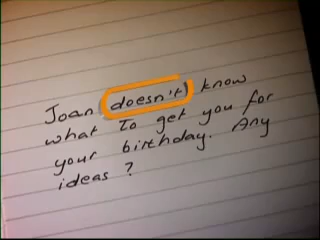 Joan doesn't know
what to get you for
your birthday. Any
ideas ?